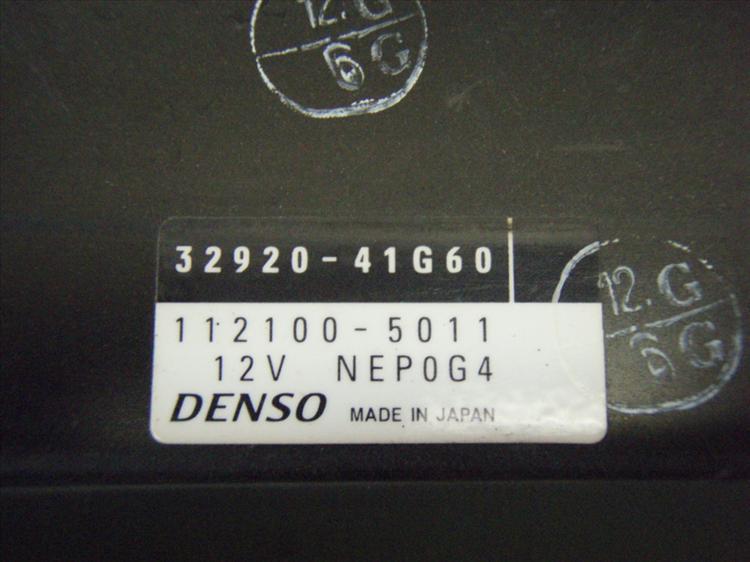 12.G
6G
32920-41G60
112100-5011
12V NEP0G4
DENSO MADE IN JAPAN
12.G
6G